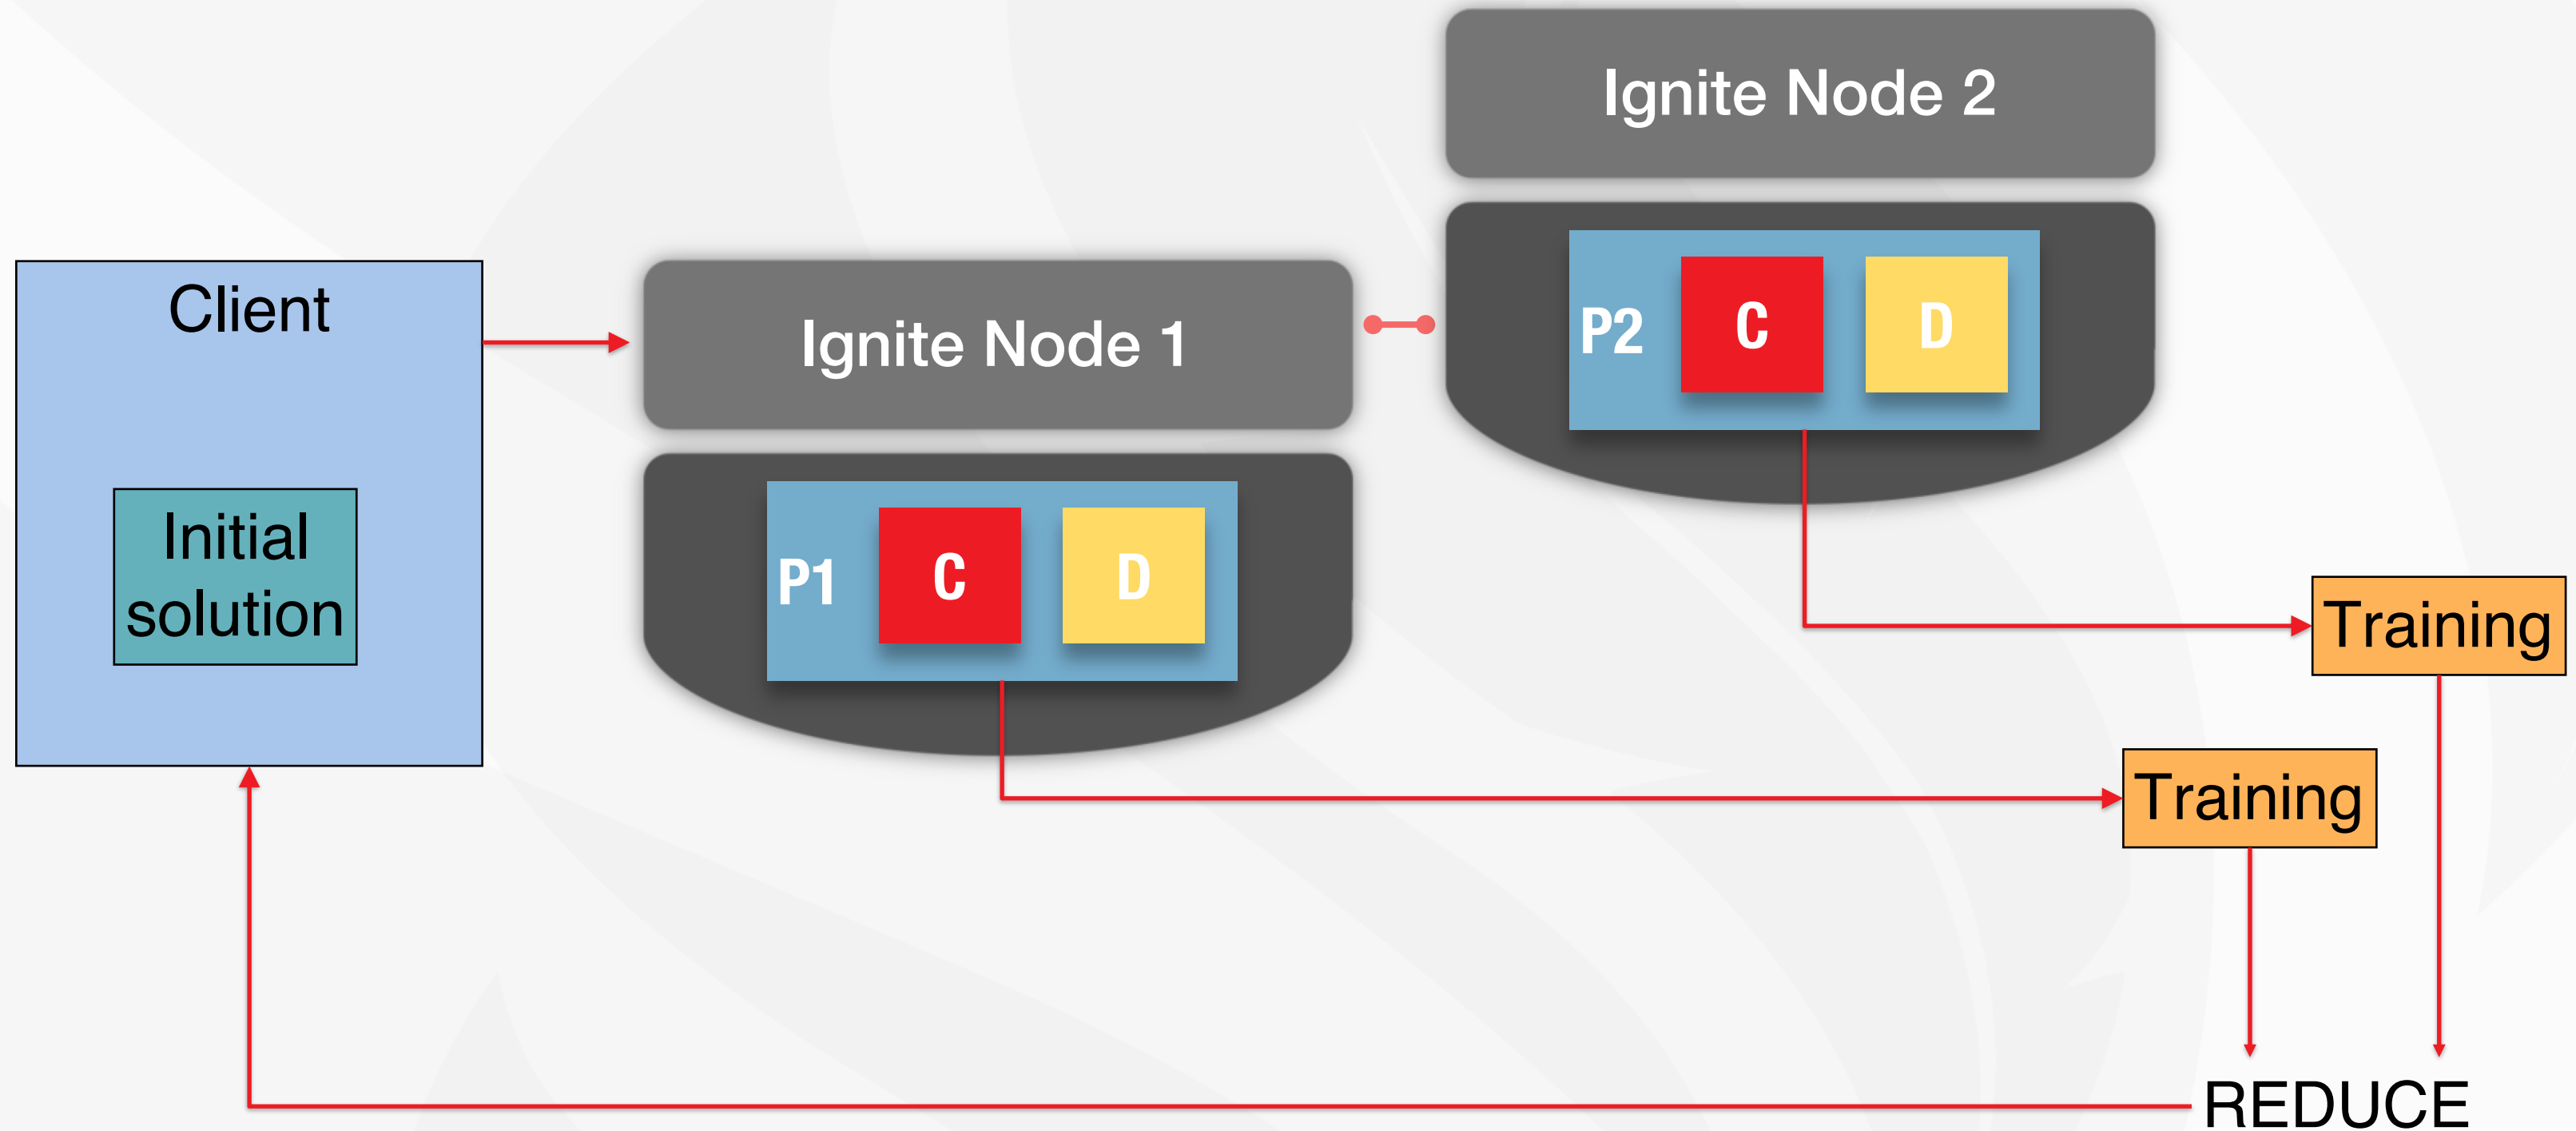 Ignite Node 2
Client
Ignite Node 1
P2 C D
Initial
solution
P1 C D
Training
Training
REDUCE